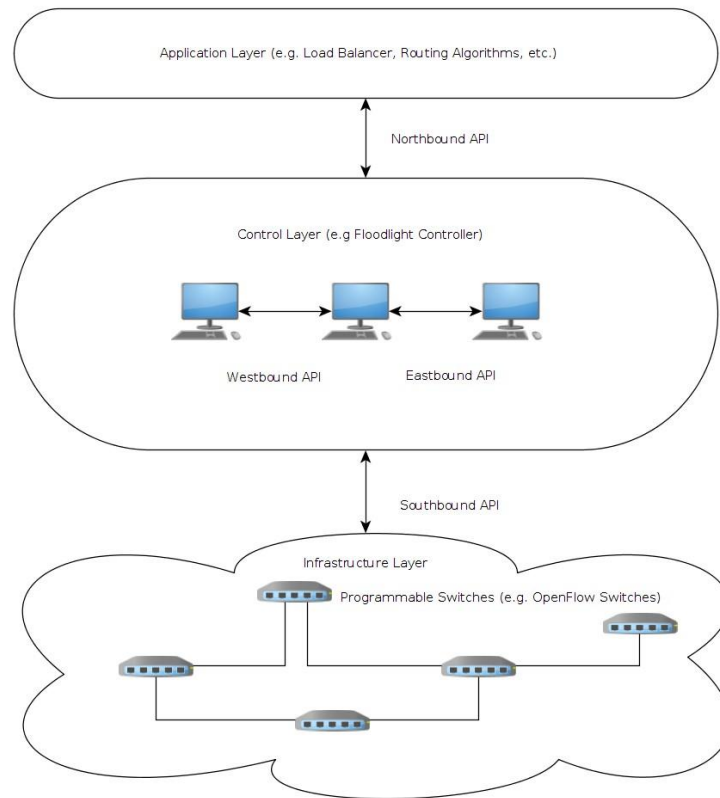 Application Layer (e.g. Load Balancer, Routing Algorithms, etc.)
Northbound API
Control Layer (e.g Floodlight Controller)
Westbound API
Eastbound API
Southbound API
Infrastructure Layer
Programmable Switches (e.g. OpenFlow Switches)